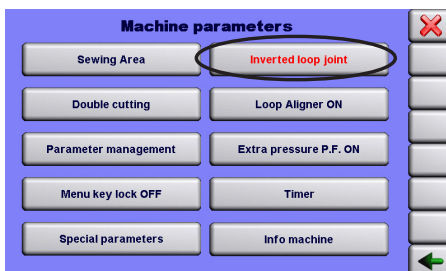 Machine parameters
Sewing Area
Inverted loop joint
Double cutting
Loop Aligner ON
Parameter management
Extra pressure P.F. ON
Menu key lock OFF
Timer
Special parameters
Info machine